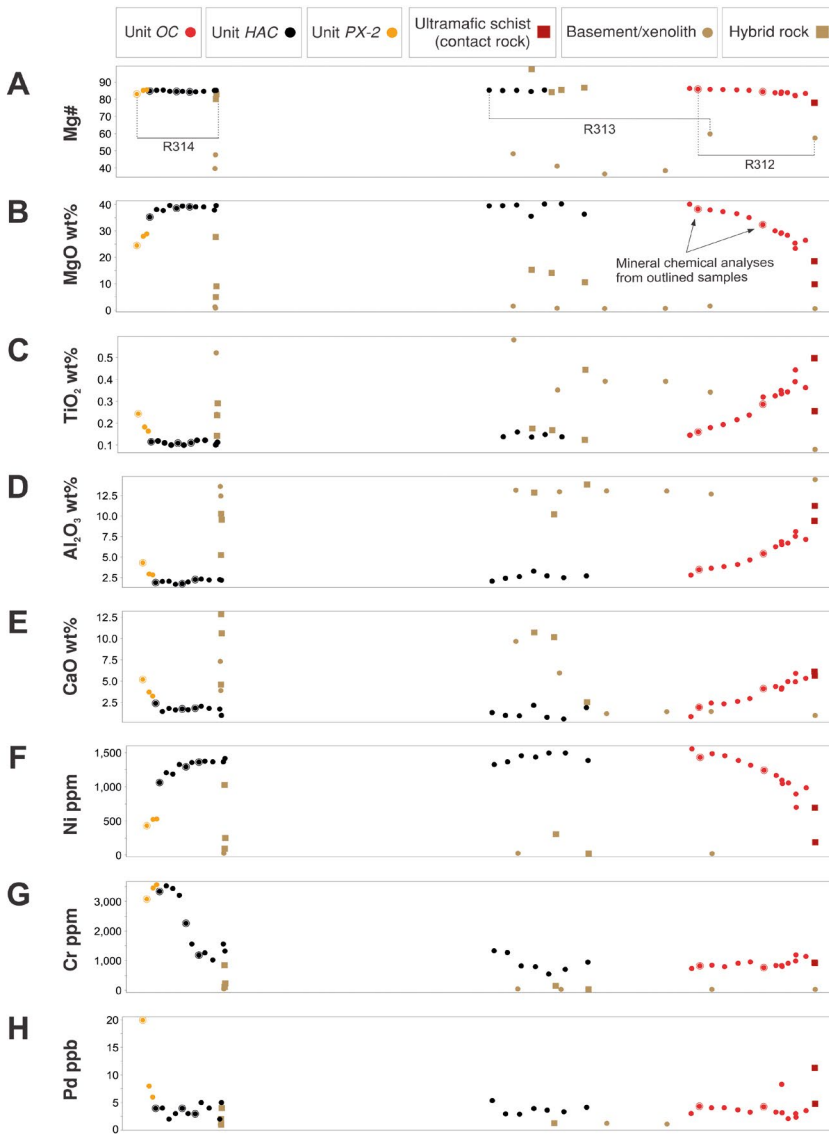 Unit OC
Unit HAC
Unit PX-2
Ultramafic schist
(contact rock)
Basement/xenolith
Hybrid rock
A
Mg#
90
80
70
60
50
40
R314
R313
R312
B
MgO wt%
40
30
20
10
0
Mineral chemical analyses
from outlined samples
C
TiO₂ wt%
0.5
0.4
0.3
0.2
0.1
D
Al₂O₃ wt%
12.5
10.0
7.5
5.0
2.5
E
CaO wt%
12.5
10.0
7.5
5.0
2.5
0
F
Ni ppm
1,500
1,000
500
0
G
Cr ppm
3,000
2,000
1,000
0
H
Pd ppb
20
15
10
5
0